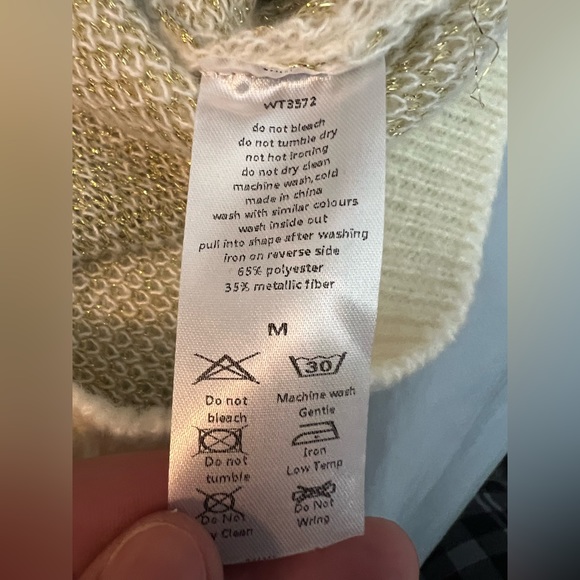 WT3572
do not bleach
do not tumble dry
not hot ironing
do not dry clean
machine wash, cold
made in china
wash with similar colours
wash inside out
pull into shape after washing
iron on reverse side
65% polyester
35% metallic fiber
M
30
Do not
bleach
Machine wash
Gentle
Do not
tumble
Iron
Low Temp
Do Not
y Clean
Do Not
Wring